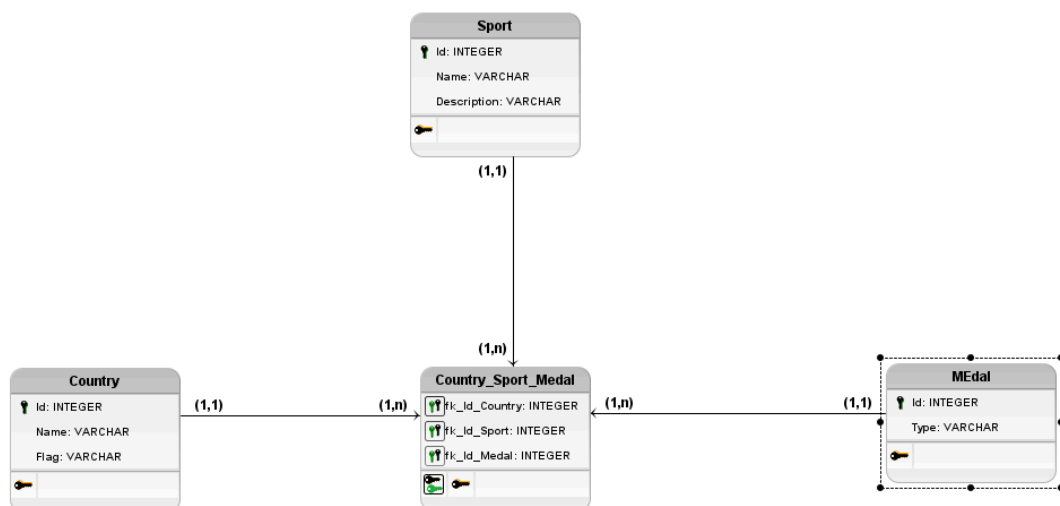 Sport
Id: INTEGER
Name: VARCHAR
Description: VARCHAR
(1,1)
(1,n)
Country
Id: INTEGER
Name: VARCHAR
Flag: VARCHAR
(1,1)
(1,n)
Country_Sport_Medal
fk_Id_Country: INTEGER
fk_Id_Sport: INTEGER
fk_Id_Medal: INTEGER
(1,n)
(1,1)
MEdal
Id: INTEGER
Type: VARCHAR